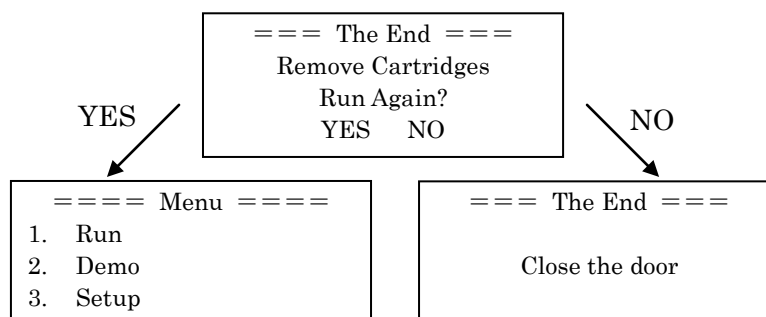 === The End ===
Remove Cartridges
Run Again?
YES NO
YES
NO
==== Menu ====
1. Run
2. Demo
3. Setup
=== The End ===
Close the door